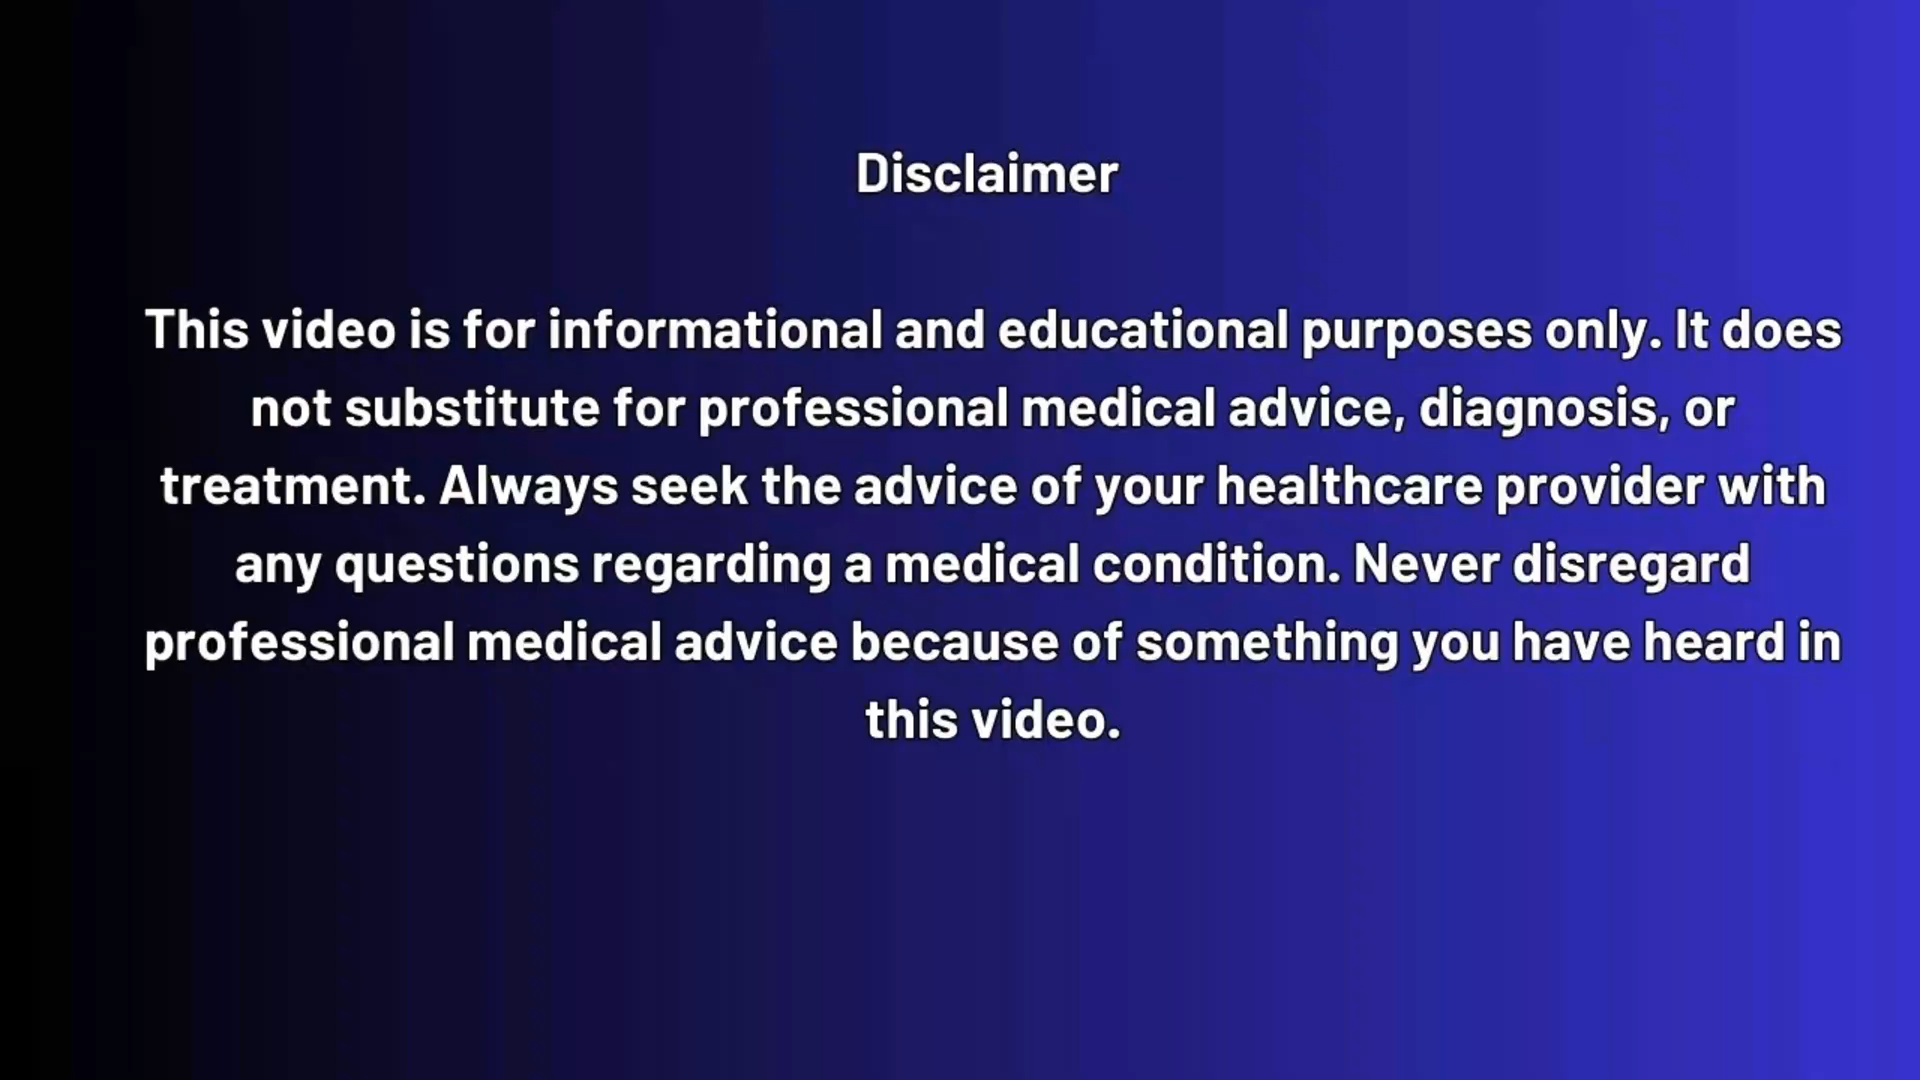 Disclaimer
This video is for informational and educational purposes only. It does
not substitute for professional medical advice, diagnosis, or
treatment. Always seek the advice of your healthcare provider with
any questions regarding a medical condition. Never disregard
professional medical advice because of something you have heard in
this video.